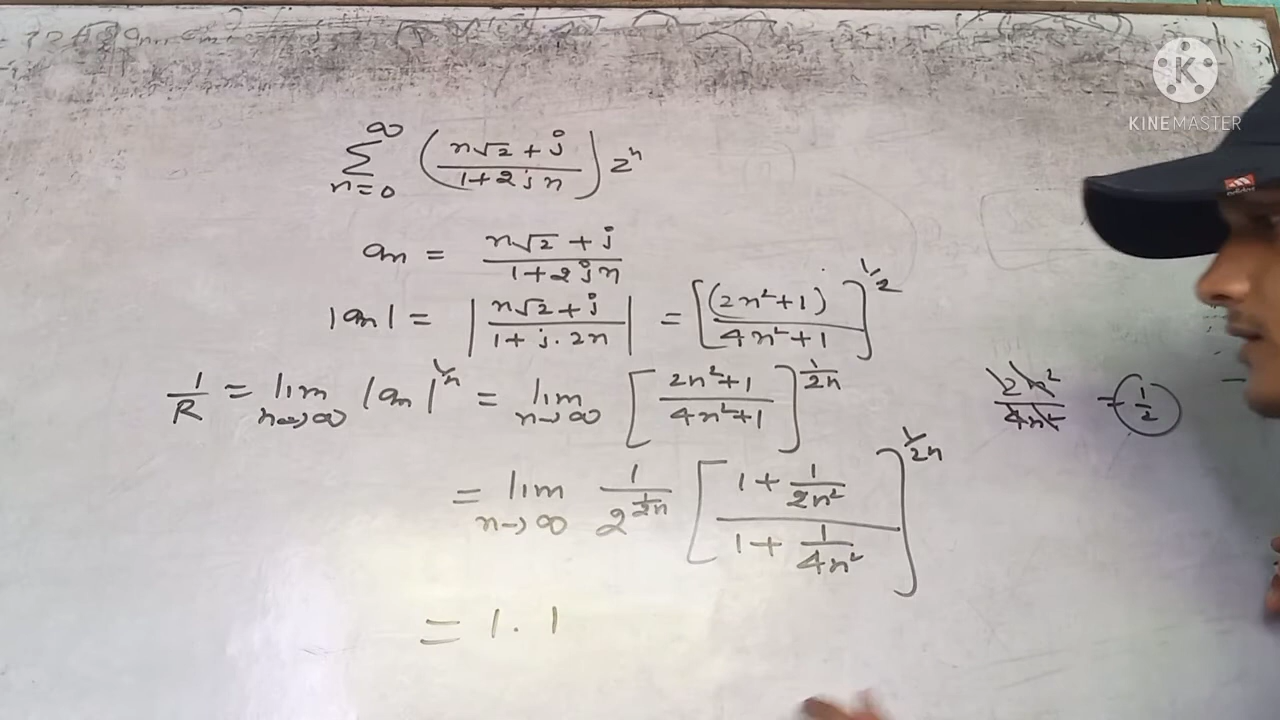 KINEMASTER
∑_{n=0}^{∞} ( (n√2 + j) / (1+2jn) ) z^n
a_n = (n√2 + j) / (1+2jn)
|a_n| = | (n√2 + j) / (1 + j.2n) | = [ (2n²+1) / (4n²+1) ]^{1/2}
1/R = lim_{n→∞} |a_n|^{1/n} = lim_{n→∞} [ (2n²+1) / (4n²+1) ]^{1/2n}
2n² / 4n² = 1/2
= lim_{n→∞} 1 / 2^{1/2n} [ (1 + 1/2n²) / (1 + 1/4n²) ]^{1/2n}
= 1.1